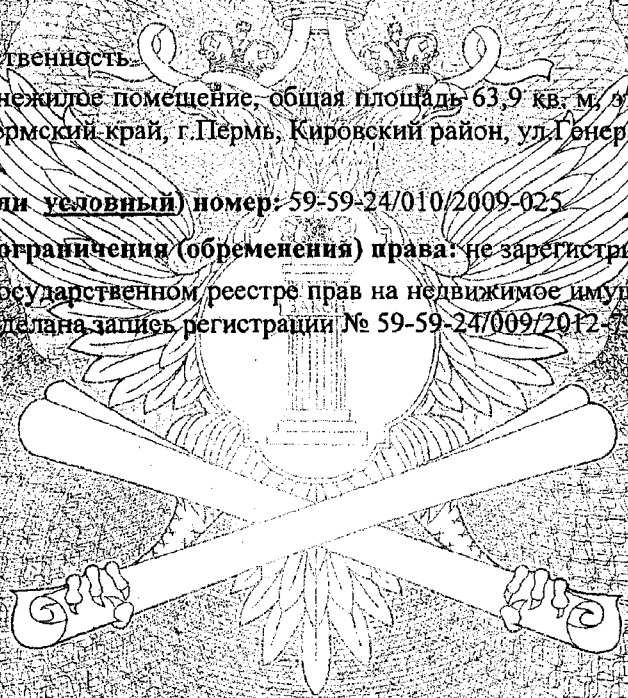 твенность
нежилое помещение, общая площадь 63,9 кв. м, э
рмский край, г.Пермь, Кировский район, ул.Генер
ли условный) номер: 59-59-24/010/2009-025
ограничения (обременения) права: не зарегистри
осударственном реестре прав на недвижимое имущ
делана запись регистрации № 59-59-24/009/2012-